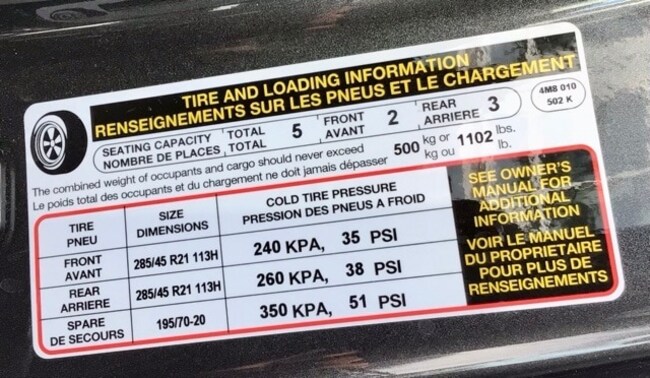 TIRE AND LOADING INFORMATION
RENSEIGNEMENTS SUR LES PNEUS ET LE CHARGEMENT
4M8 010
502 K
SEATING CAPACITY TOTAL 5 FRONT 2 REAR 3
NOMBRE DE PLACES TOTAL AVANT ARRIERE
The combined weight of occupants and cargo should never exceed 500 kg or 1102 lbs.
Le poids total des occupants et du chargement ne doit jamais dépasser kg ou lb.
TIRE SIZE COLD TIRE PRESSURE
PNEU DIMENSIONS PRESSION DES PNEUS A FROID
FRONT
AVANT 285/45 R21 113H 240 KPA, 35 PSI
REAR
ARRIERE 285/45 R21 113H 260 KPA, 38 PSI
SPARE
DE SECOURS 195/70-20 350 KPA, 51 PSI
SEE OWNER'S
MANUAL FOR
ADDITIONAL
INFORMATION
VOIR LE MANUEL
DU PROPRIETAIRE
POUR PLUS DE
RENSEIGNEMENTS